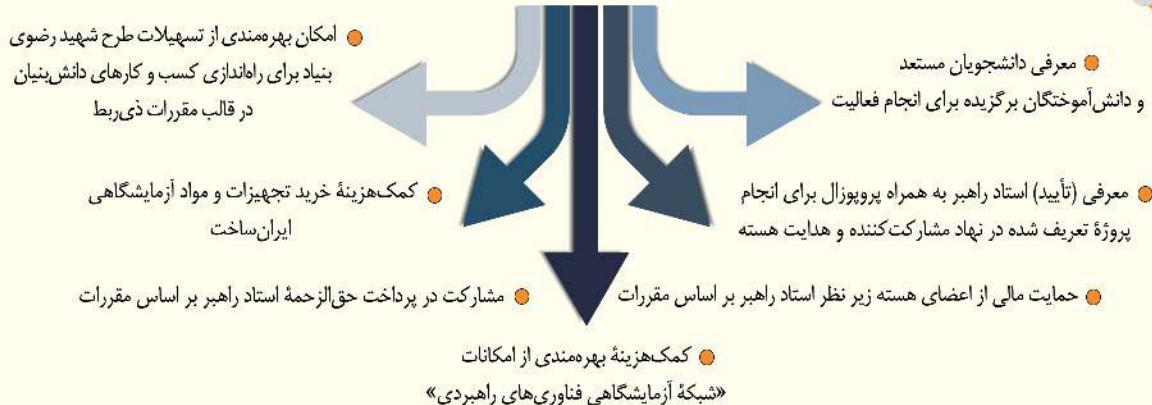 معرفی دانشجویان مستعد
و دانش‌آموختگان برگزیده برای انجام فعالیت
امکان بهره‌مندی از تسهیلات طرح شهید رضوی
بنیاد برای راه‌اندازی کسب و کارهای دانش‌بنیان
در قالب مقررات ذی‌ربط
معرفی (تأیید) استاد راهبر به همراه پروپوزال برای انجام
پروژهٔ تعریف شده در نهاد مشارکت‌کننده و هدایت هسته
کمک‌هزینهٔ خرید تجهیزات و مواد آزمایشگاهی
ایران‌ساخت
حمایت مالی از اعضای هسته زیر نظر استاد راهبر بر اساس مقررات
مشارکت در پرداخت حق‌الزحمهٔ استاد راهبر بر اساس مقررات
کمک‌هزینهٔ بهره‌مندی از امکانات
«شبکهٔ آزمایشگاهی فناوری‌های راهبردی»